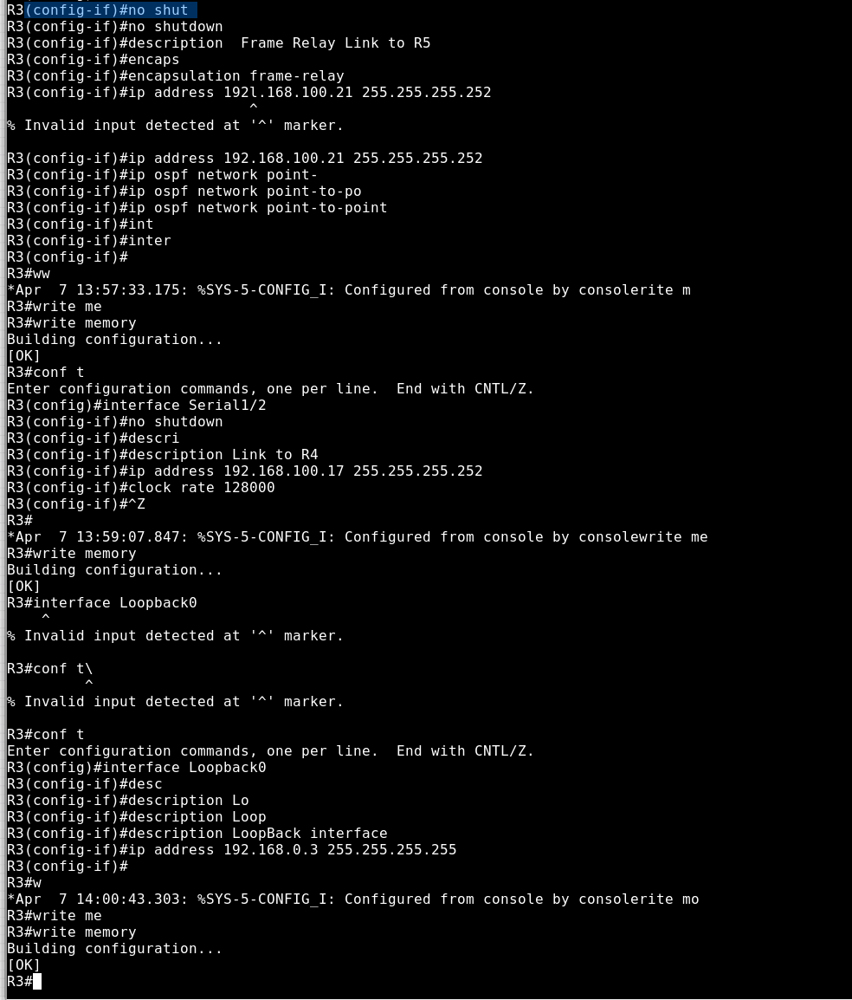 R3(config-if)#no shut
R3(config-if)#no shutdown
R3(config-if)#description  Frame Relay Link to R5
R3(config-if)#encaps
R3(config-if)#encapsulation frame-relay
R3(config-if)#ip address 192l.168.100.21 255.255.255.252
                            ^
% Invalid input detected at '^' marker.

R3(config-if)#ip address 192.168.100.21 255.255.255.252
R3(config-if)#ip ospf network point-
R3(config-if)#ip ospf network point-to-po
R3(config-if)#ip ospf network point-to-point
R3(config-if)#int
R3(config-if)#inter
R3(config-if)#
R3#ww
*Apr  7 13:57:33.175: %SYS-5-CONFIG_I: Configured from console by consolerite m
R3#write me
R3#write memory
Building configuration...
[OK]
R3#conf t
Enter configuration commands, one per line.  End with CNTL/Z.
R3(config)#interface Serial1/2
R3(config-if)#no shutdown
R3(config-if)#descri
R3(config-if)#description Link to R4
R3(config-if)#ip address 192.168.100.17 255.255.255.252
R3(config-if)#clock rate 128000
R3(config-if)#^Z
R3#
*Apr  7 13:59:07.847: %SYS-5-CONFIG_I: Configured from console by consolewrite me
R3#write memory
Building configuration...
[OK]
R3#interface Loopback0
    ^
% Invalid input detected at '^' marker.

R3#conf t\
         ^
% Invalid input detected at '^' marker.

R3#conf t
Enter configuration commands, one per line.  End with CNTL/Z.
R3(config)#interface Loopback0
R3(config-if)#desc
R3(config-if)#description Lo
R3(config-if)#description Loop
R3(config-if)#description LoopBack interface
R3(config-if)#ip address 192.168.0.3 255.255.255.255
R3(config-if)#
R3#w
*Apr  7 14:00:43.303: %SYS-5-CONFIG_I: Configured from console by consolerite mo
R3#write me
R3#write memory
Building configuration...
[OK]
R3#